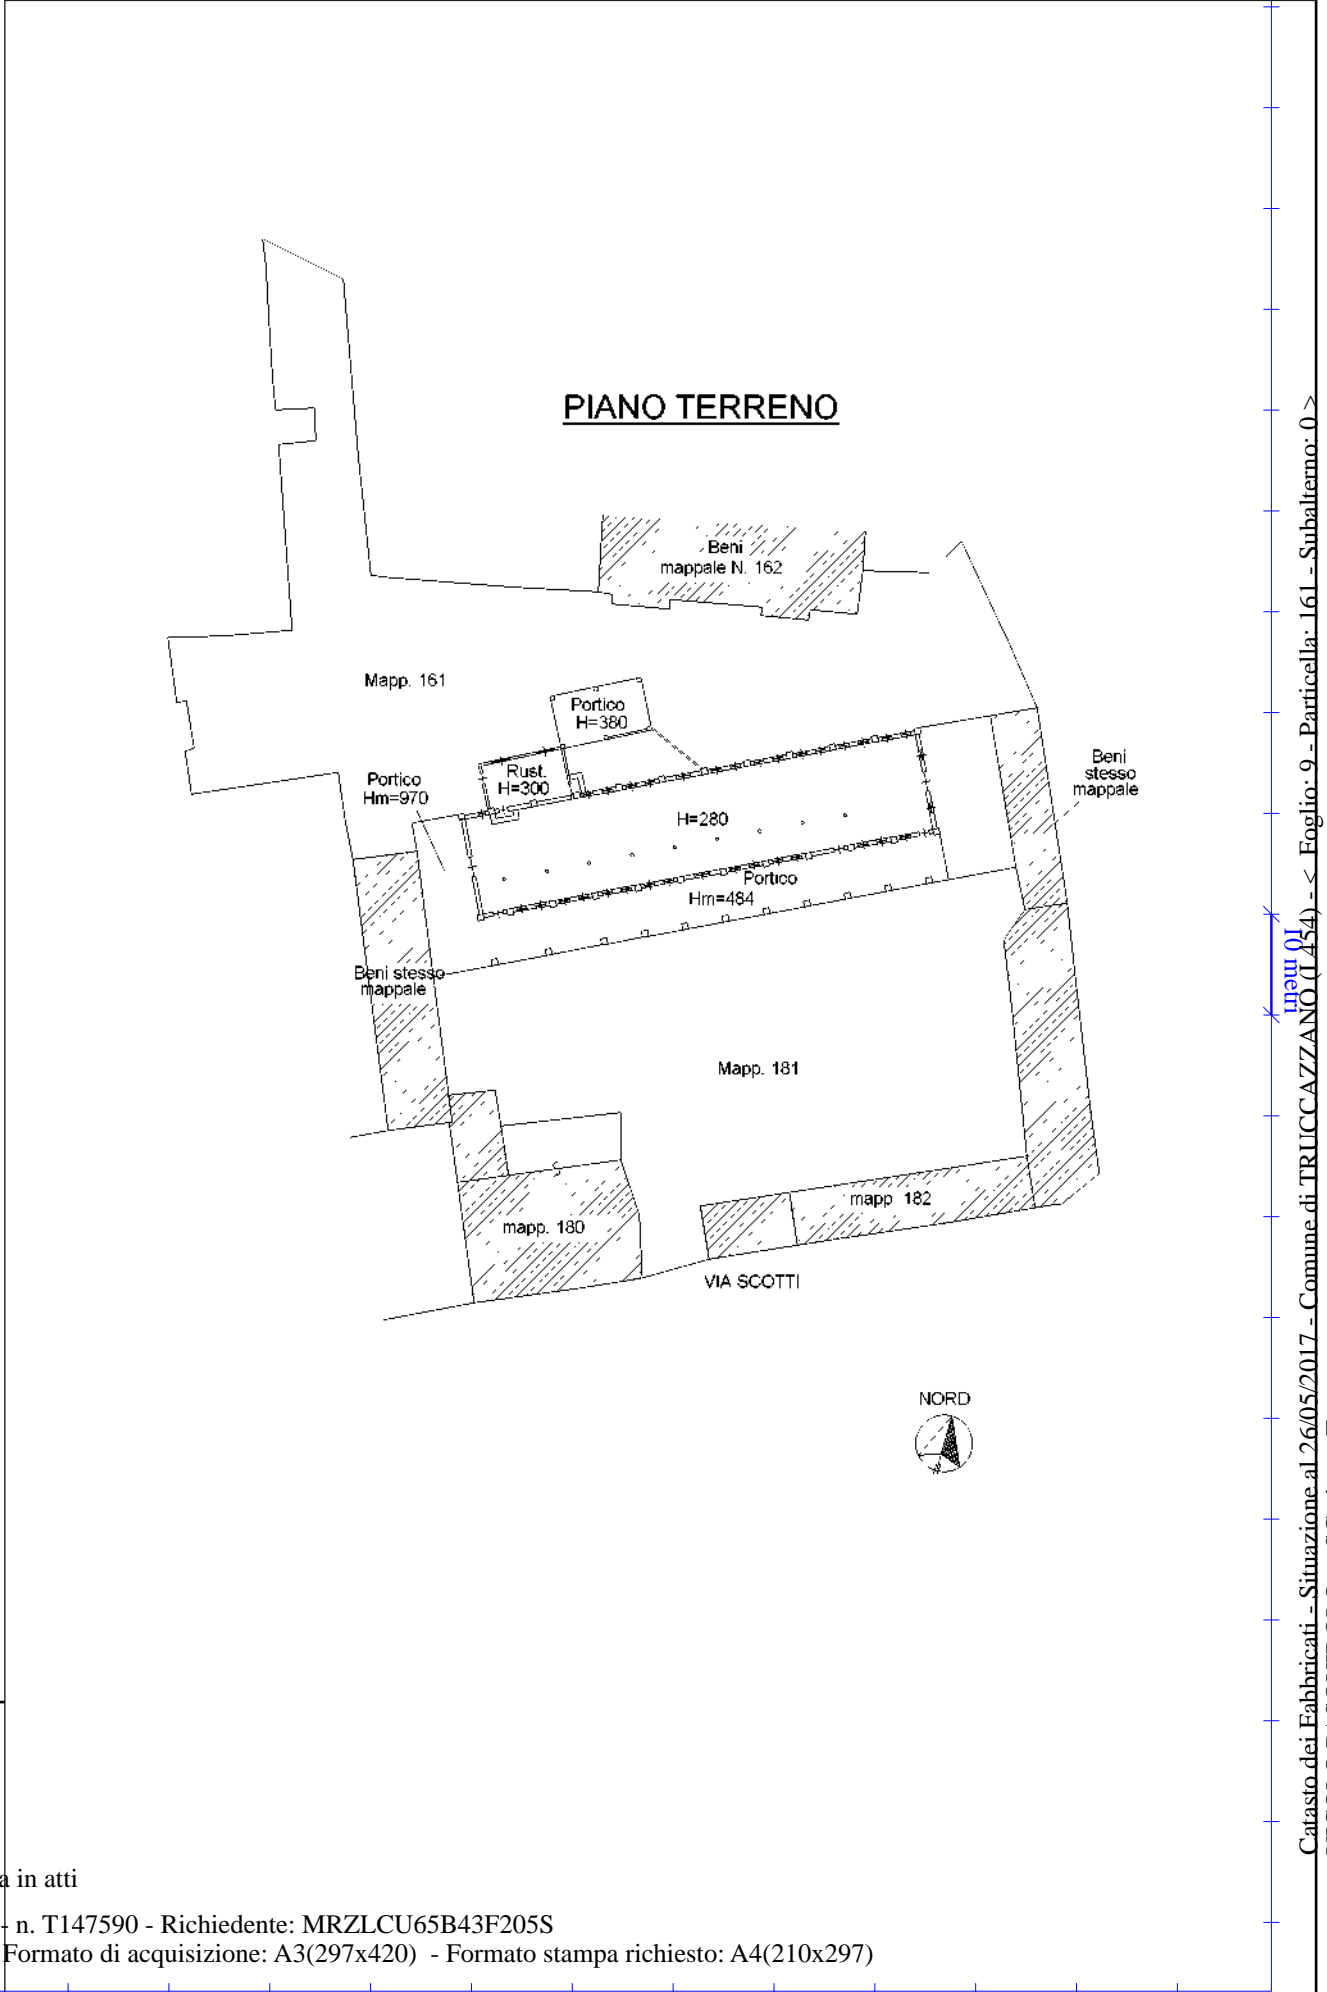 PIANO TERRENO
Beni
mappale N. 162
Mapp. 161
Portico
H=380
Rust.
H=300
Portico
Hm=970
H=280
Beni
stesso
mappale
Portico
Hm=484
Beni stesso
mappale
Mapp. 181
mapp. 180
mapp 182
VIA SCOTTI
NORD
10 metri
Catasto dei Fabbricati - Situazione al 26/05/2017 - Comune di TRUCCAZZANO (L454) - < Foglio: 9 - Particella: 161 - Subalterno: 0 >
a in atti
- n. T147590 - Richiedente: MRZLCU65B43F205S
Formato di acquisizione: A3(297x420) - Formato stampa richiesto: A4(210x297)